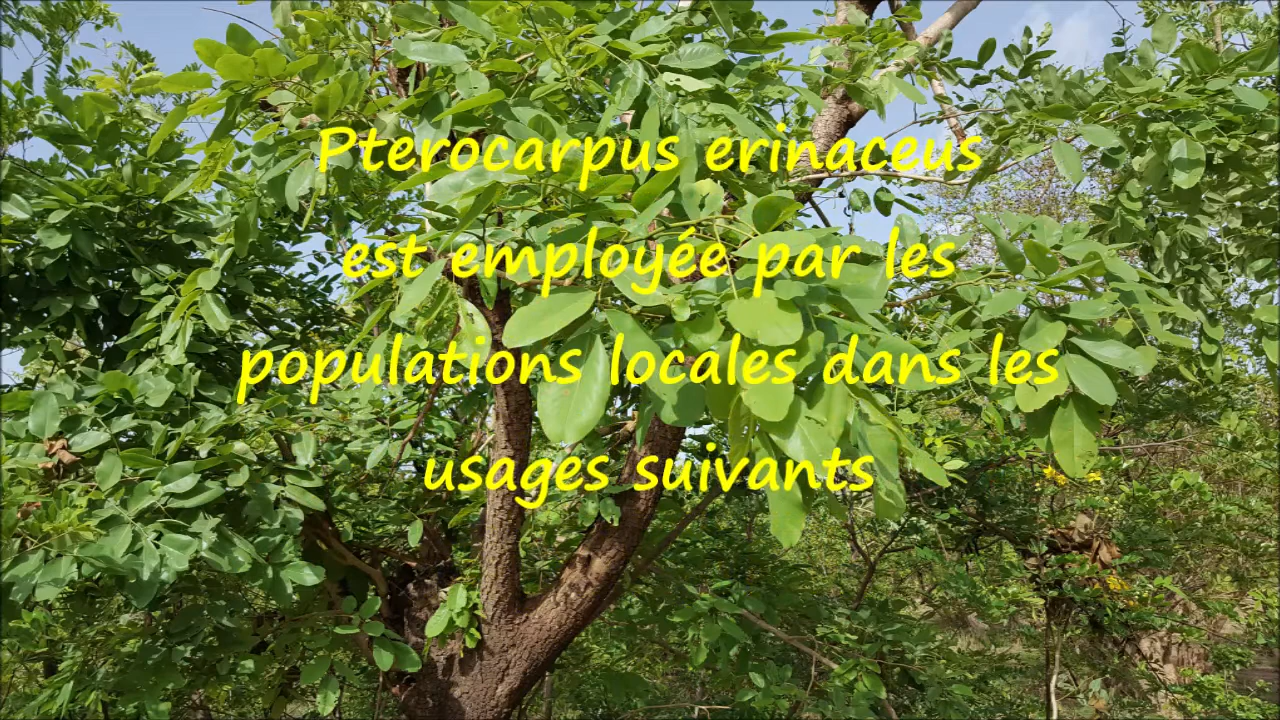 Pterocarpus erinaceus
est employée par les
populations locales dans les
usages suivants